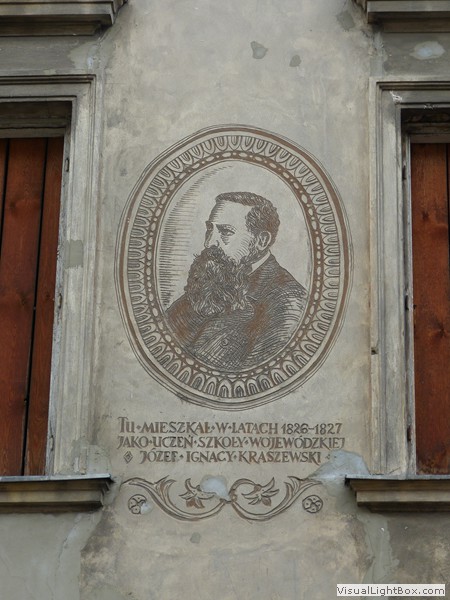 TU·MIESZKAŁ·W·LATACH 1826-1827
JAKO·UCZEŃ·SZKOŁY·WOJEWÓDZKIEJ
JÓZEF·IGNACY·KRASZEWSKI·
VisualLightBox.com